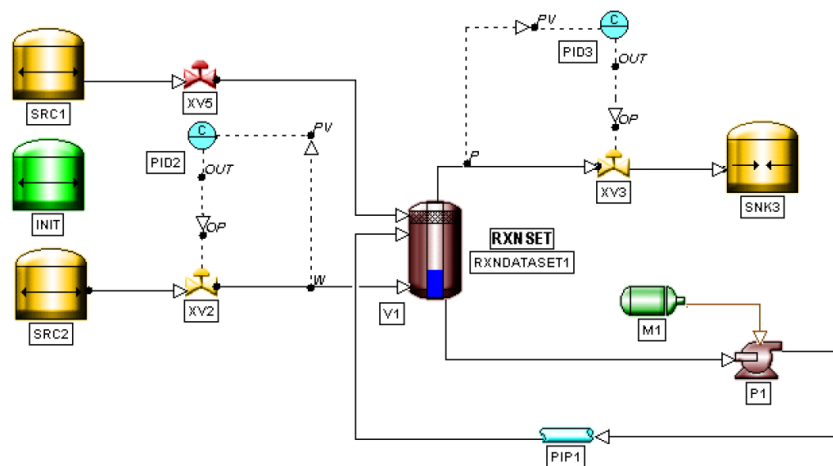 PV
C
PID3
OUT
SRC1
XV5
C
PV
PID2
OUT
OP
P
XV3
SNK3
INIT
OP
RXNSET
RXNDATASET1
SRC2
XV2
W
V1
M1
P1
PIP1